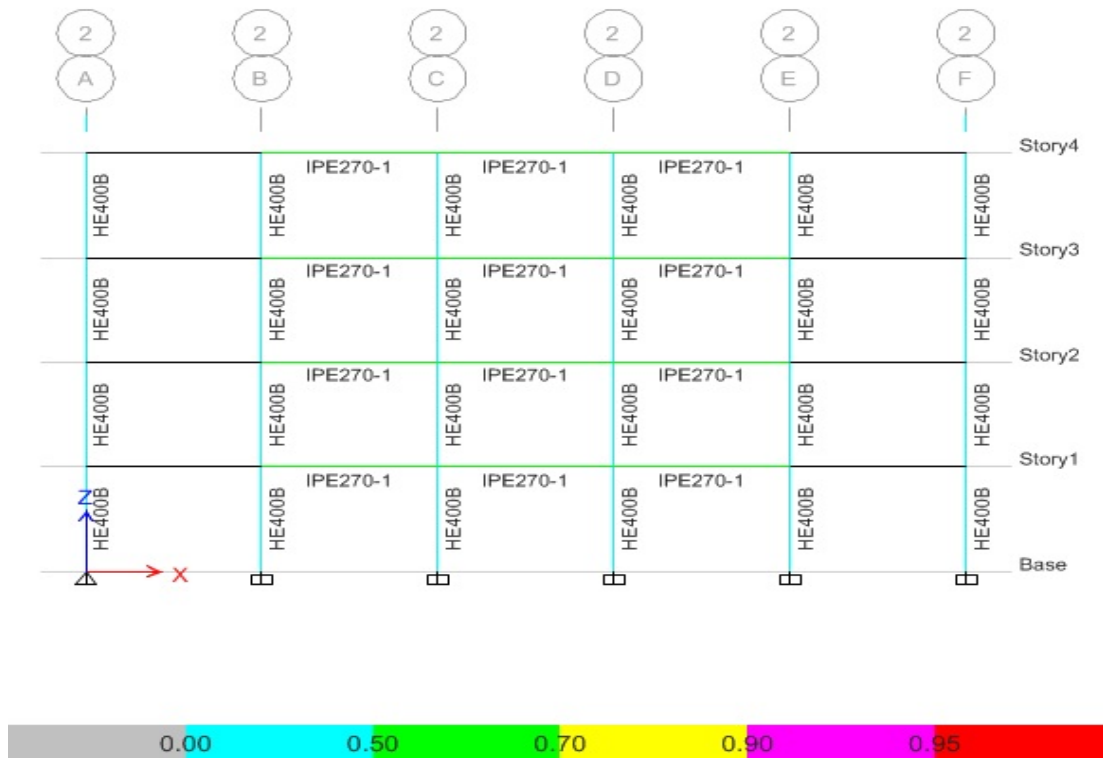 2 2 2 2 2 2
A B C D E F
Story4
IPE270-1 IPE270-1 IPE270-1
HE400B HE400B HE400B HE400B HE400B HE400B
Story3
IPE270-1 IPE270-1 IPE270-1
HE400B HE400B HE400B HE400B HE400B HE400B
Story2
IPE270-1 IPE270-1 IPE270-1
HE400B HE400B HE400B HE400B HE400B HE400B
Story1
IPE270-1 IPE270-1 IPE270-1
Z
HE400B HE400B HE400B HE400B HE400B HE400B
Base
X
0.00 0.50 0.70 0.90 0.95